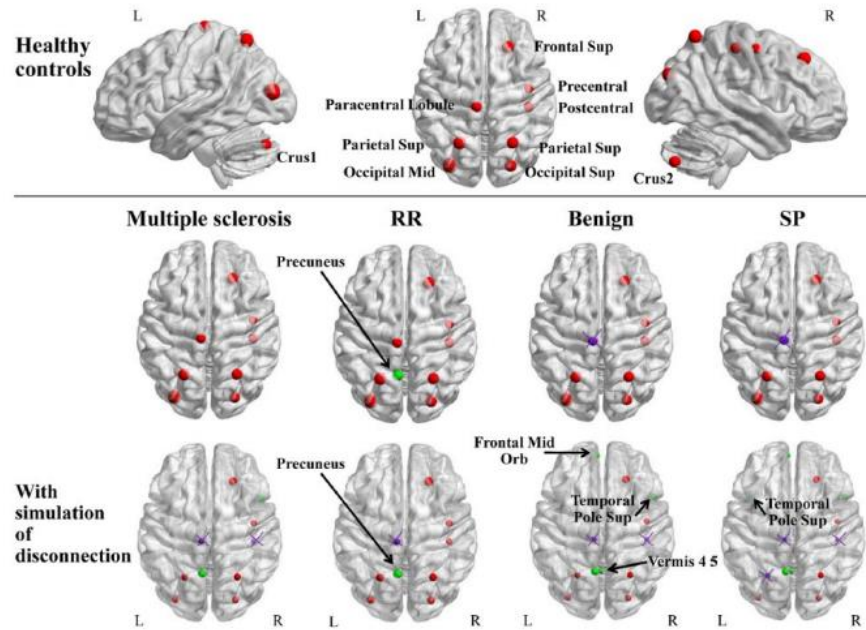 L
L R
R
Healthy
controls
Frontal Sup
Precentral
Paracentral Lobule
Postcentral
Parietal Sup
Parietal Sup
Crus1
Occipital Mid
Occipital Sup
Crus2
Multiple sclerosis
RR
Benign
SP
Precuneus
With
simulation
of
disconnection
Precuneus
Frontal Mid
Orb
Temporal
Pole Sup
Vermis 4 5
Temporal
Pole Sup
L R
L R
L R
L R